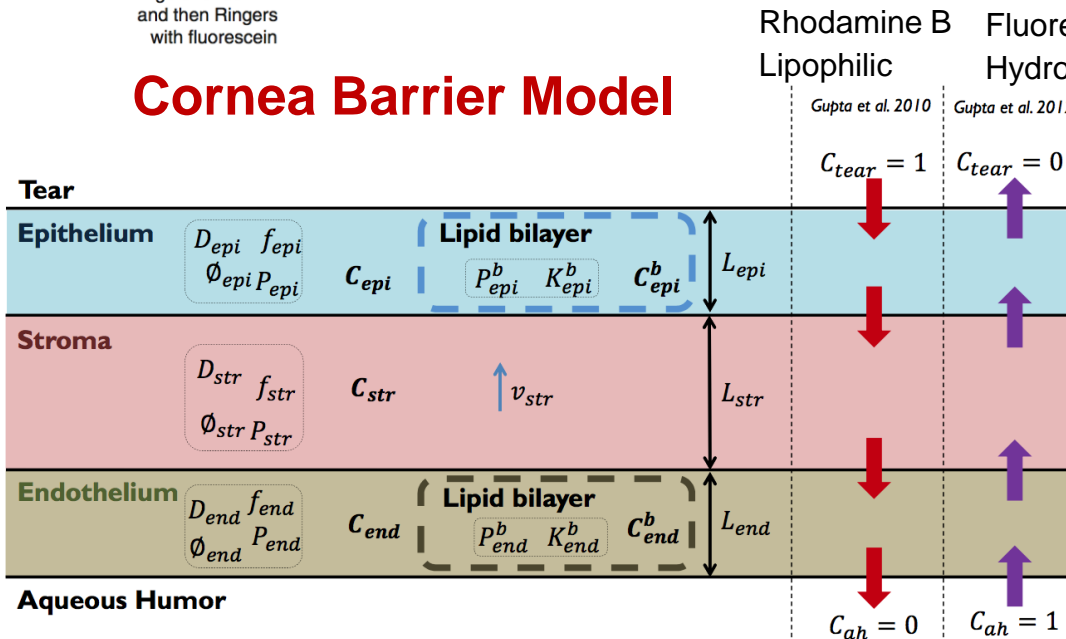 and then Ringers
with fluorescein
Rhodamine B
Lipophilic
Gupta et al. 2010
Cornea Barrier Model
C_tear = 1
C_tear = 0
Tear
Epithelium
D_epi f_epi
Ø_epi P_epi
C_epi
Lipid bilayer
P^b_epi K^b_epi
C^b_epi
L_epi
Stroma
D_str f_str
Ø_str P_str
C_str
v_str
L_str
Endothelium
D_end f_end
Ø_end P_end
C_end
Lipid bilayer
P^b_end K^b_end
C^b_end
L_end
Aqueous Humor
C_ah = 0
C_ah = 1